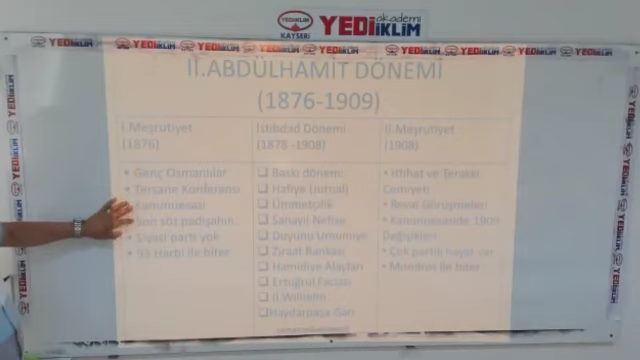 YEDİİKLİM KAYSERİ
YEDİİKLİM akademi
II.ABDÜLHAMİT DÖNEMİ
(1876-1909)
I.Meşrutiyet
(1876)
• Genç Osmanlılar
• Tersane Konferansı
• Kanunuesasi
• Son söz padişahın..
• Siyasi parti yok
• 93 Harbi ile biter
İstibdad Dönemi
(1878 -1908)
❑ Baskı dönemi
❑ Hafiye (Jurnal)
❑ Ümmetçilik
❑ Sanayii Nefise
❑ Duyunu Umumiye
❑ Ziraat Bankası
❑ Hamidiye Alayları
❑ Ertuğrul Faciası
❑ II.Wilhelm
❑ Haydarpaşa Garı
II.Meşrutiyet
(1908)
• İttihat ve Terakki
Cemiyeti
• Reval Görüşmeleri
• Kanunuesaside 1909
Değişikleri
• Çok partili hayat var
• Mondros ile biter